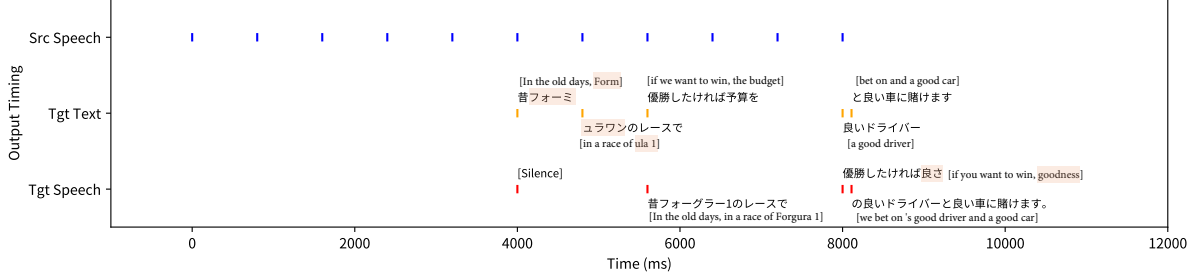 Output Timing
Src Speech
[In the old days, Form]
[if we want to win, the budget]
[bet on and a good car]
昔フォーミ
優勝したければ予算を
と良い車に賭けます
Tgt Text
ュラワンのレースで
良いドライバー
[in a race of ula 1]
[a good driver]
[Silence]
優勝したければ良さ [if you want to win, goodness]
Tgt Speech
昔フォーグラー1のレースで
の良いドライバーと良い車に賭けます。
[In the old days, in a race of Forgura 1]
[we bet on 's good driver and a good car]
0 2000 4000 6000 8000 10000 12000
Time (ms)